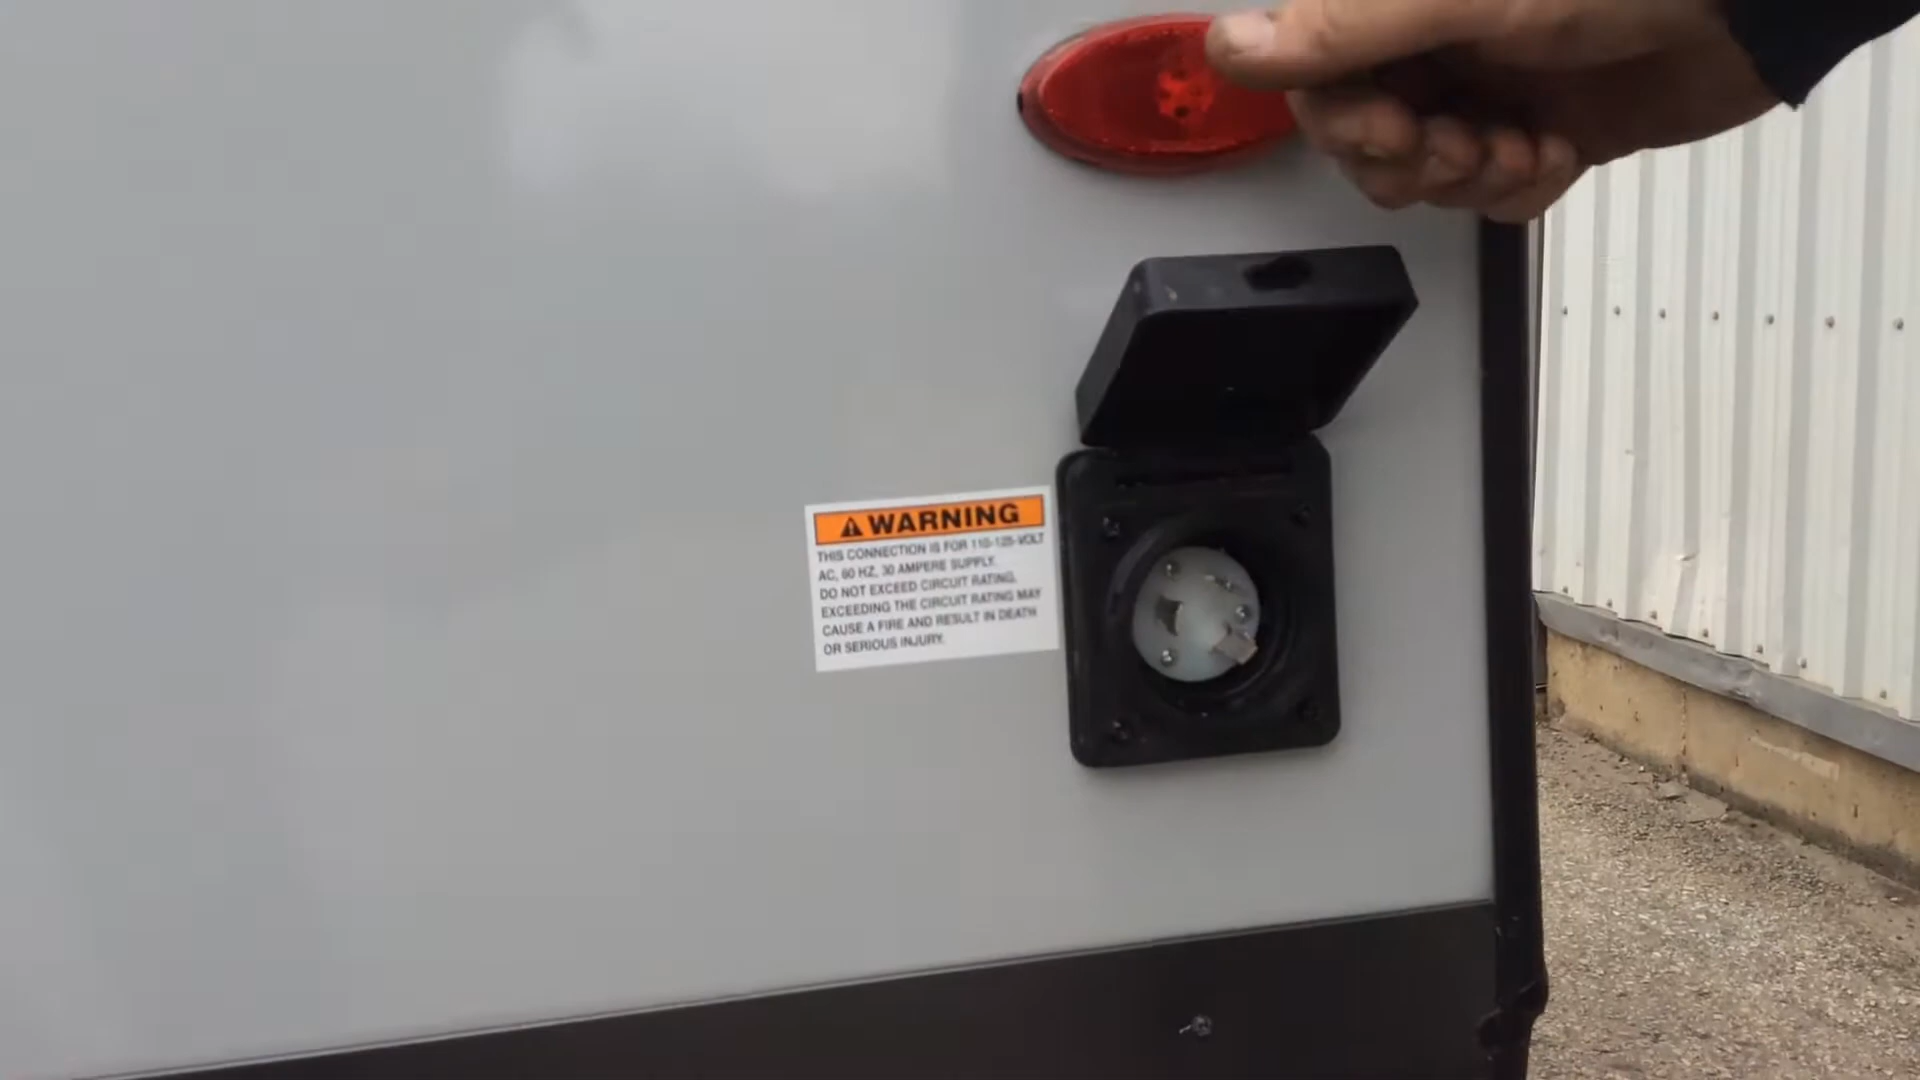 WARNING
THIS CONNECTION IS FOR 110-125-VOLT
AC, 60 HZ, 30 AMPERE SUPPLY.
DO NOT EXCEED CIRCUIT RATING.
EXCEEDING THE CIRCUIT RATING MAY
CAUSE A FIRE AND RESULT IN DEATH
OR SERIOUS INJURY.